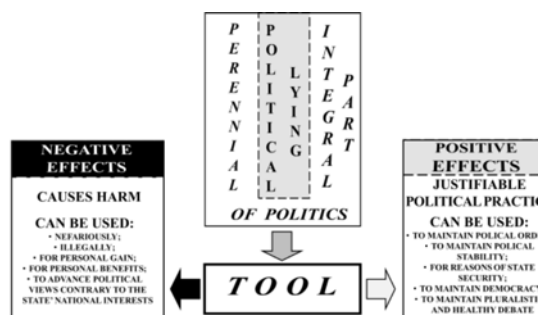 PERENNIAL
POLITICAL
LYING
INTEGRAL
PART
OF POLITICS
NEGATIVE
EFFECTS
CAUSES HARM
CAN BE USED:
• NEFARIOUSLY;
• ILLEGALLY;
• FOR PERSONAL GAIN;
• FOR PERSONAL BENEFITS;
• TO ADVANCE POLITICAL
VIEWS CONTRARY TO THE
STATE' NATIONAL INTERESTS
TOOL
POSITIVE
EFFECTS
JUSTIFIABLE
POLITICAL PRACTIC
CAN BE USED:
• TO MAINTAIN POLICAL ORD
• TO MAINTAIN POLICAL
STABILITY;
• FOR REASONS OF STATE
SECURITY;
• TO MAINTAIN DEMOCRACY
• TO MAINTAIN PLURALISTI
AND HEALTHY DEBATE